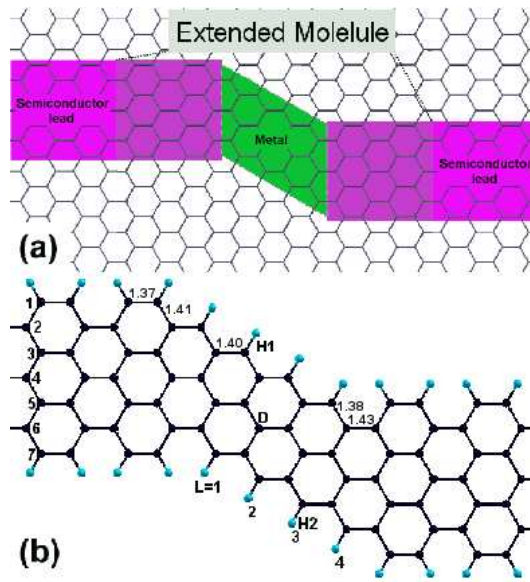 Extended Molelule
Semiconductor
lead
Metal
Semiconductor
lead
(a)
1
1.37
1.41
2
3
1.40
H1
4
5
1.38
D
1.43
6
7
L=1
2
H2
3
4
(b)